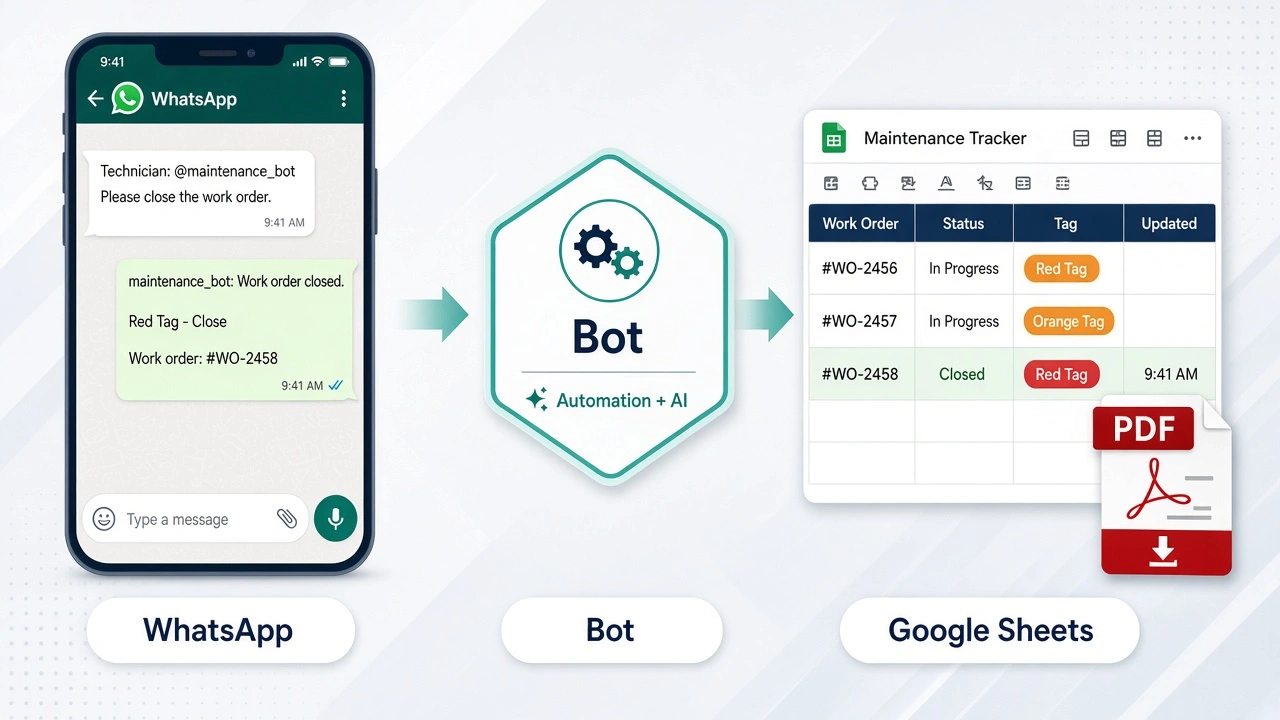 9:41
WhatsApp
Technician: @maintenance_bot
Please close the work order.
9:41 AM
maintenance_bot: Work order closed.
Red Tag - Close
Work order: #WO-2458
9:41 AM
Type a message
WhatsApp
Bot
Automation + AI
Bot
Maintenance Tracker
Work Order Status Tag Updated
#WO-2456 In Progress Red Tag
#WO-2457 In Progress Orange Tag
#WO-2458 Closed Red Tag 9:41 AM
PDF
Google Sheets